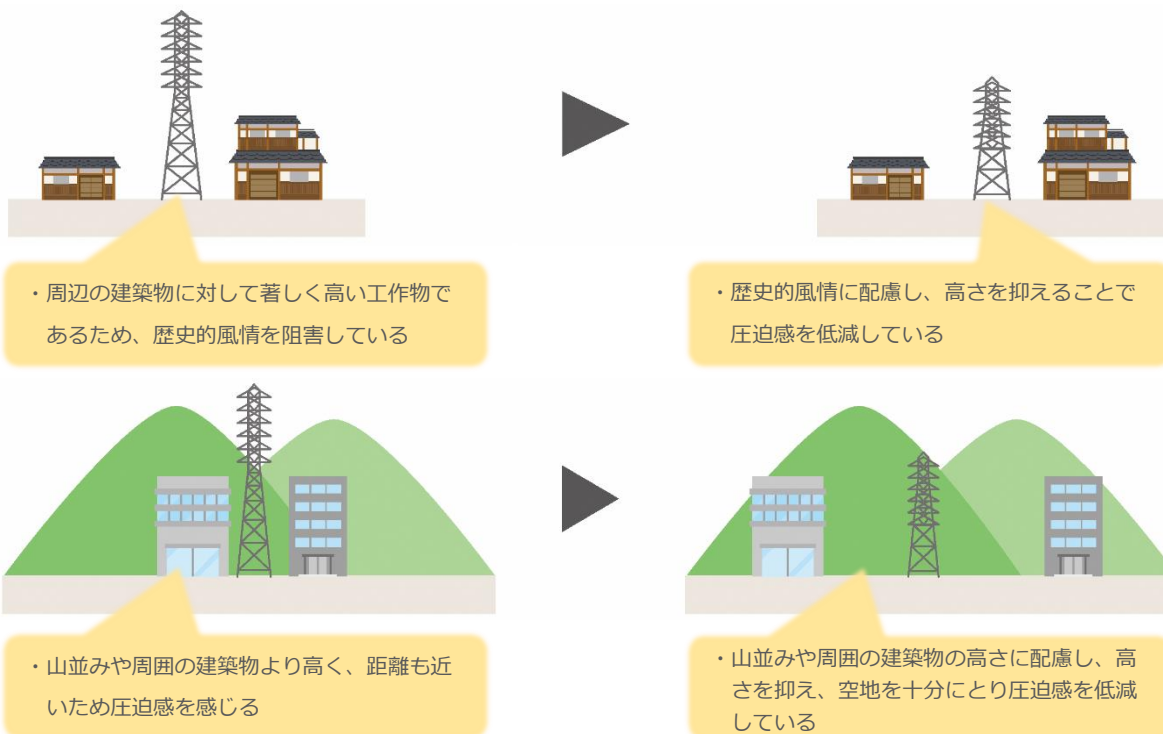 ・周辺の建築物に対して著しく高い工作物で
あるため、歴史的風情を阻害している
・歴史的風情に配慮し、高さを抑えることで
圧迫感を低減している
・山並みや周囲の建築物より高く、距離も近
いため圧迫感を感じる
・山並みや周囲の建築物の高さに配慮し、高
さを抑え、空地を十分にとり圧迫感を低減
している